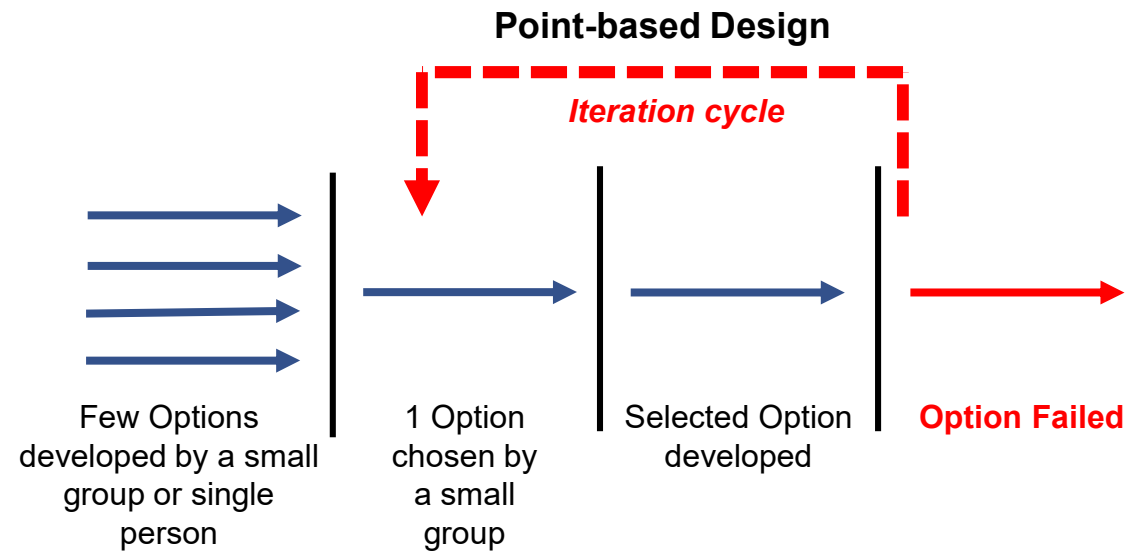 Point-based Design
Iteration cycle
Few Options
developed by a small
group or single
person
1 Option
chosen by
a small
group
Selected Option
developed
Option Failed